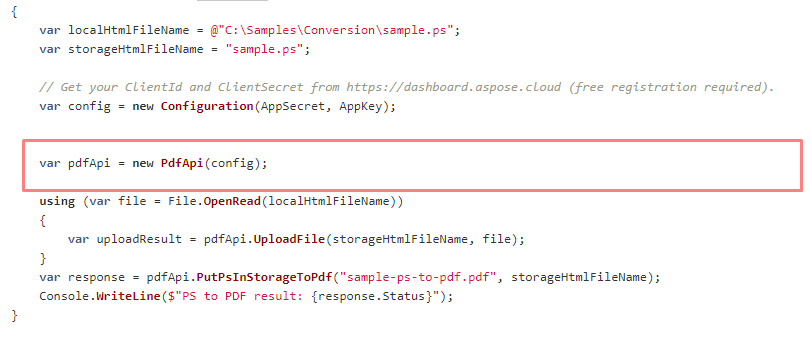 {
var localHtmlFileName = @"C:\Samples\Conversion\sample.ps";
var storageHtmlFileName = "sample.ps";
// Get your ClientId and ClientSecret from https://dashboard.aspose.cloud (free registration required).
var config = new Configuration(AppSecret, AppKey);
var pdfApi = new PdfApi(config);
using (var file = File.OpenRead(localHtmlFileName))
{
var uploadResult = pdfApi.UploadFile(storageHtmlFileName, file);
}
var response = pdfApi.PutPsInStorageToPdf("sample-ps-to-pdf.pdf", storageHtmlFileName);
Console.WriteLine($"PS to PDF result: {response.Status}");
}